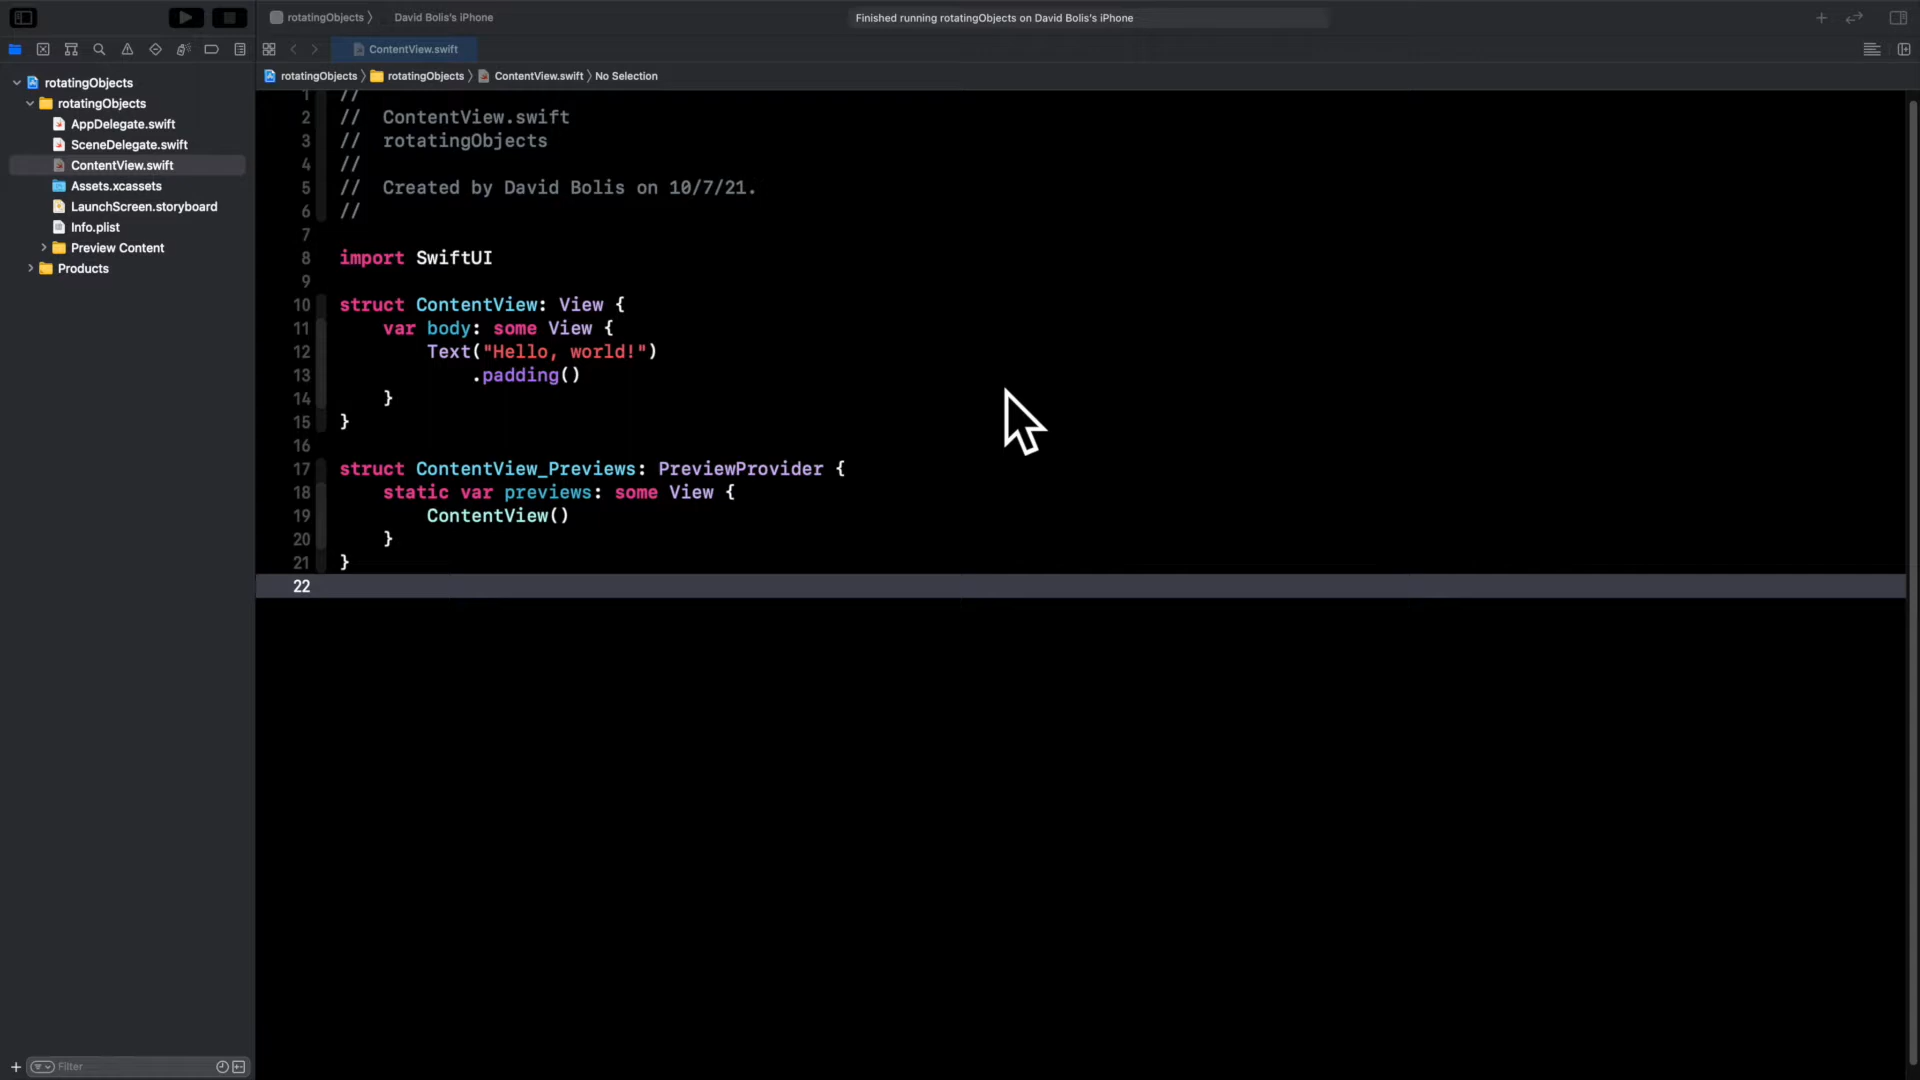 rotatingObjects 〉 David Bolis's iPhone
Finished running rotatingObjects on David Bolis's iPhone
ContentView.swift
rotatingObjects 〉 rotatingObjects 〉 ContentView.swift 〉 No Selection
rotatingObjects
rotatingObjects
AppDelegate.swift
SceneDelegate.swift
ContentView.swift
Assets.xcassets
LaunchScreen.storyboard
Info.plist
Preview Content
Products
Filter
1 //
2 //  ContentView.swift
3 //  rotatingObjects
4 //
5 //  Created by David Bolis on 10/7/21.
6 //
7
8 import SwiftUI
9
10 struct ContentView: View {
11     var body: some View {
12         Text("Hello, world!")
13             .padding()
14     }
15 }
16
17 struct ContentView_Previews: PreviewProvider {
18     static var previews: some View {
19         ContentView()
20     }
21 }
22